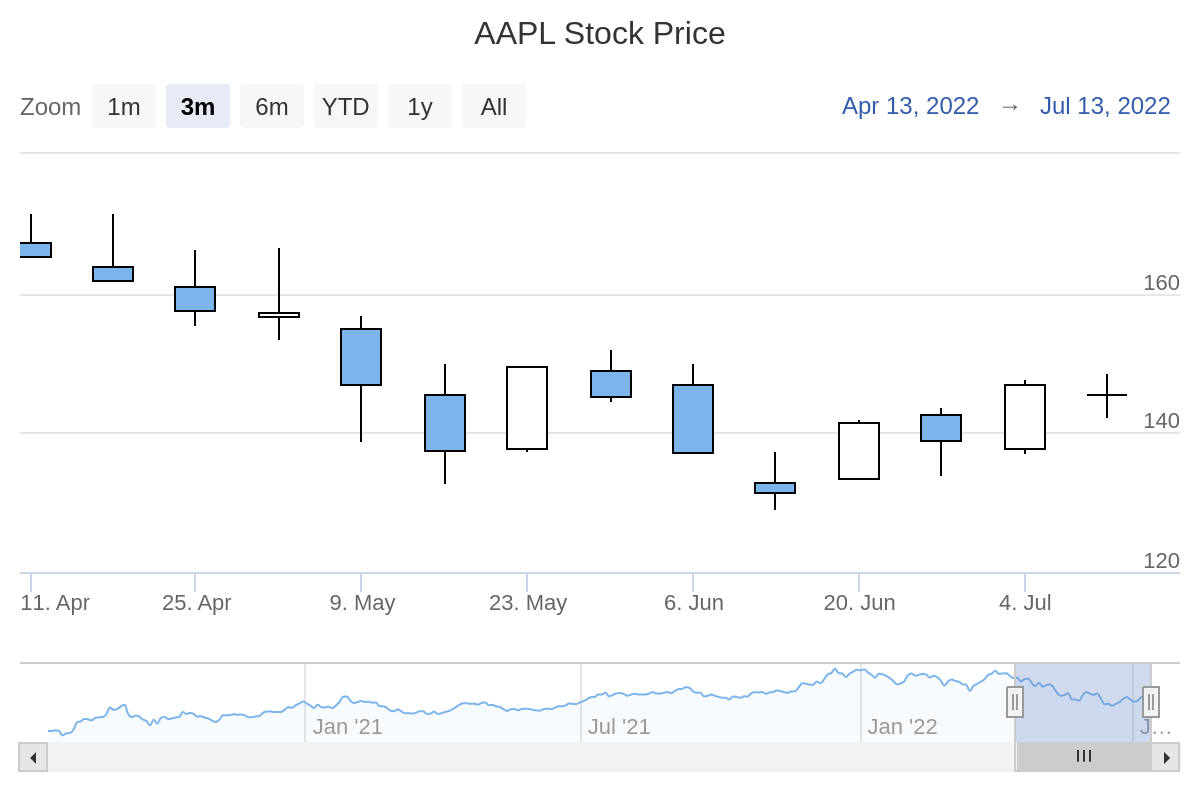 AAPL Stock Price
Zoom 1m 3m 6m YTD 1y All Apr 13, 2022 → Jul 13, 2022
160
140
120
11. Apr 25. Apr 9. May 23. May 6. Jun 20. Jun 4. Jul
Jan '21 Jul '21 Jan '22 J…